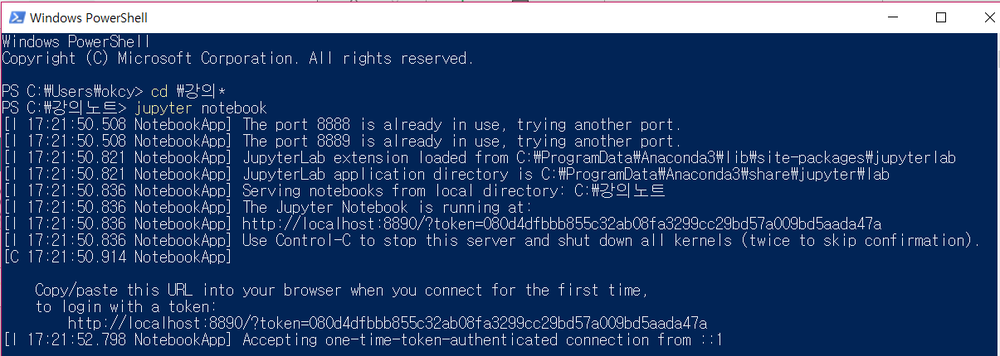 Windows PowerShell
Windows PowerShell
Copyright (C) Microsoft Corporation. All rights reserved.
PS C:₩Users₩okcy> cd ₩강의*
PS C:₩강의노트> jupyter notebook
[I 17:21:50.508 NotebookApp] The port 8888 is already in use, trying another port.
[I 17:21:50.508 NotebookApp] The port 8889 is already in use, trying another port.
[I 17:21:50.821 NotebookApp] JupyterLab extension loaded from C:₩ProgramData₩Anaconda3₩lib₩site-packages₩jupyterlab
[I 17:21:50.821 NotebookApp] JupyterLab application directory is C:₩ProgramData₩Anaconda3₩share₩jupyter₩lab
[I 17:21:50.836 NotebookApp] Serving notebooks from local directory: C:₩강의노트
[I 17:21:50.836 NotebookApp] The Jupyter Notebook is running at:
[I 17:21:50.836 NotebookApp] http://localhost:8890/?token=080d4dfbbb855c32ab08fa3299cc29bd57a009bd5aada47a
[I 17:21:50.836 NotebookApp] Use Control-C to stop this server and shut down all kernels (twice to skip confirmation).
[C 17:21:50.914 NotebookApp]
Copy/paste this URL into your browser when you connect for the first time,
to login with a token:
http://localhost:8890/?token=080d4dfbbb855c32ab08fa3299cc29bd57a009bd5aada47a
[I 17:21:52.798 NotebookApp] Accepting one-time-token-authenticated connection from ::1